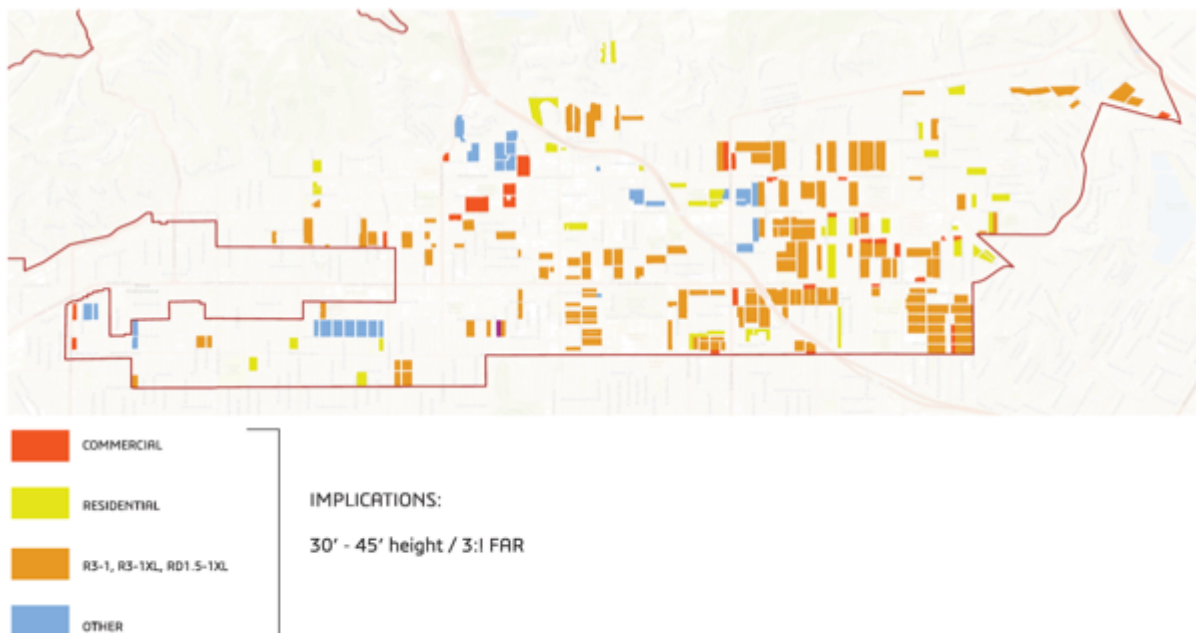 COMMERCIAL
RESIDENTIAL
R3-1, R3-1XL, RD1.5-1XL
OTHER
IMPLICATIONS:
30' - 45' height / 3:1 FAR